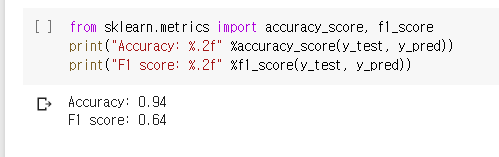 [ ] from sklearn.metrics import accuracy_score, f1_score
print("Accuracy: %.2f" %accuracy_score(y_test, y_pred))
print("F1 score: %.2f" %f1_score(y_test, y_pred))
Accuracy: 0.94
F1 score: 0.64